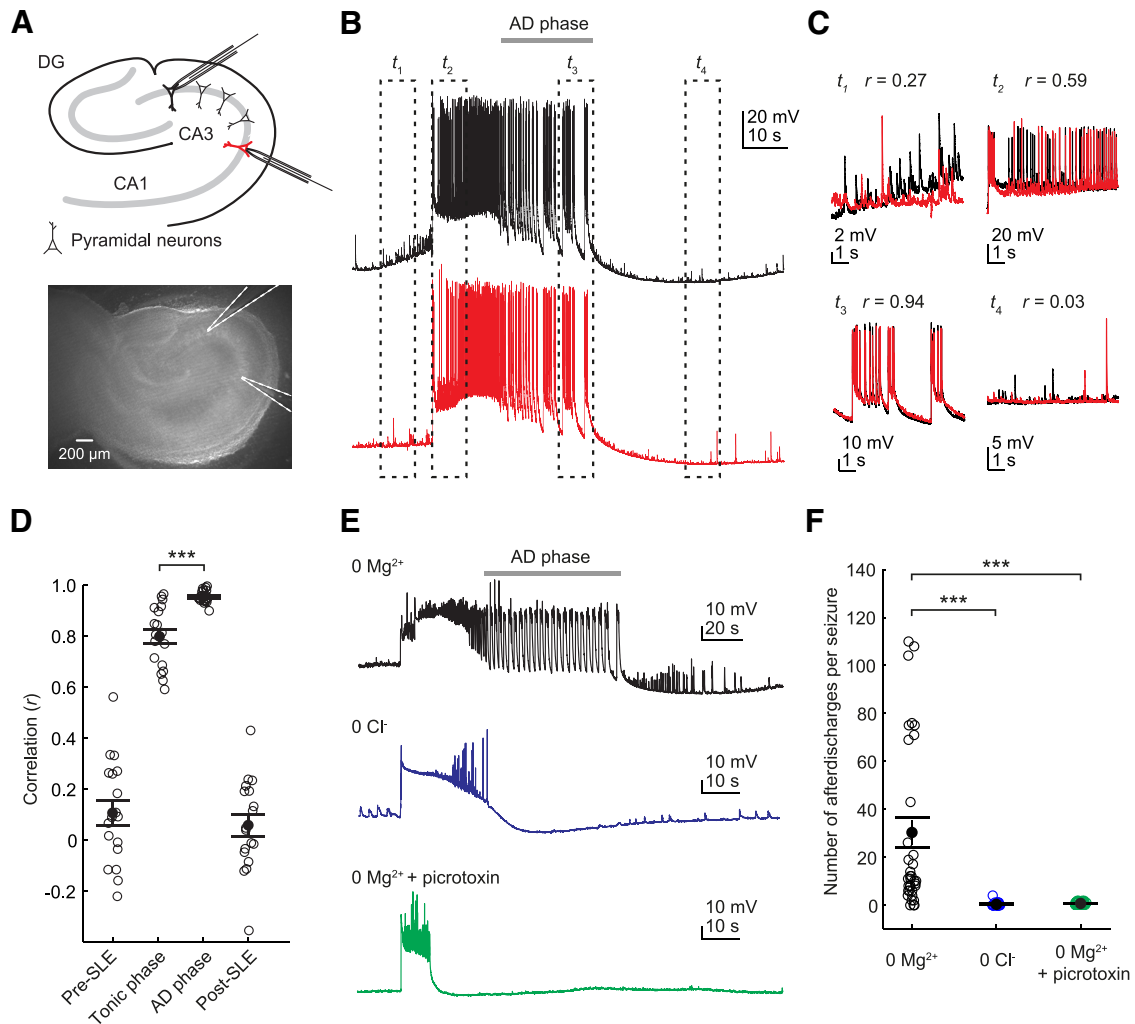 A
DG
CA3
CA1
Pyramidal neurons
200 µm
B
AD phase
t1
t2
t3
t4
20 mV
10 s
C
t1 r = 0.27
t2 r = 0.59
2 mV
1 s
20 mV
1 s
t3 r = 0.94
t4 r = 0.03
10 mV
1 s
5 mV
1 s
D
***
Correlation (r)
1.0
0.8
0.6
0.4
0.2
0
-0.2
Pre-SLE
Tonic phase
AD phase
Post-SLE
E
AD phase
0 Mg²⁺
10 mV
20 s
0 Cl⁻
10 mV
10 s
0 Mg²⁺ + picrotoxin
10 mV
10 s
F
***
***
Number of afterdischarges per seizure
140
120
100
80
60
40
20
0
0 Mg²⁺
0 Cl⁻
0 Mg²⁺
+ picrotoxin